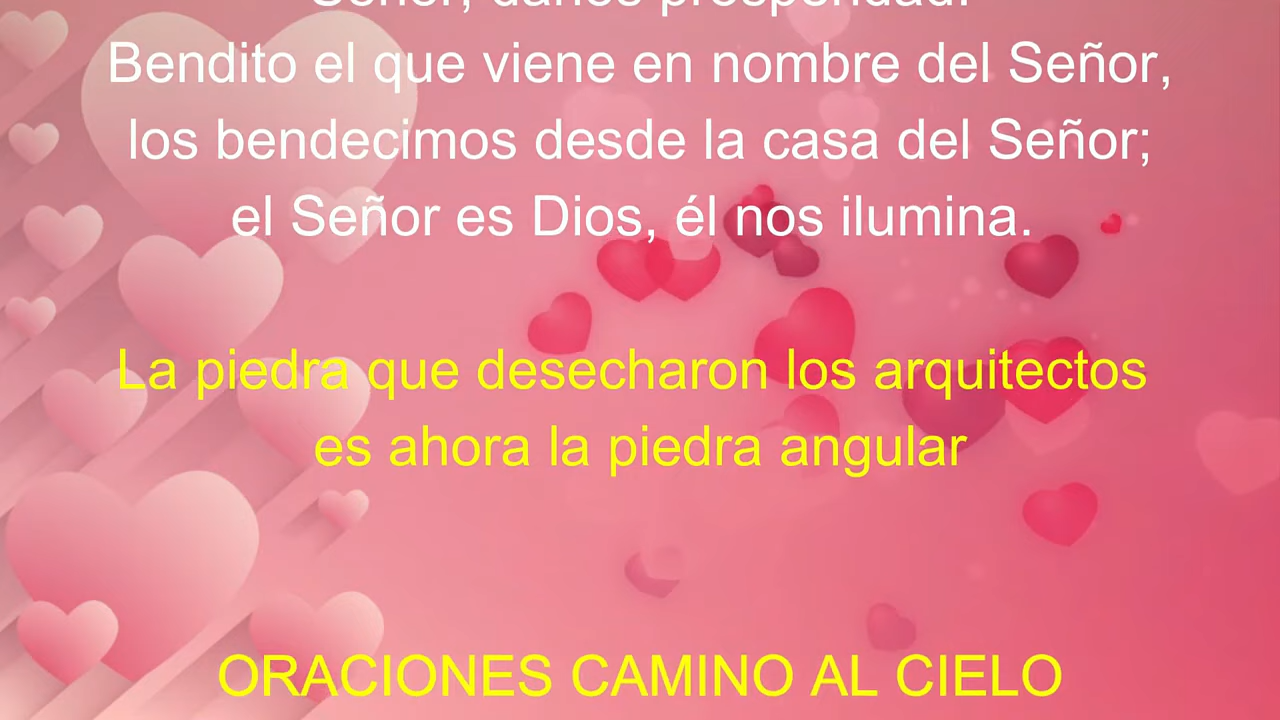 Señor, danos prosperidad.
Bendito el que viene en nombre del Señor,
los bendecimos desde la casa del Señor;
el Señor es Dios, él nos ilumina.
La piedra que desecharon los arquitectos
es ahora la piedra angular
ORACIONES CAMINO AL CIELO